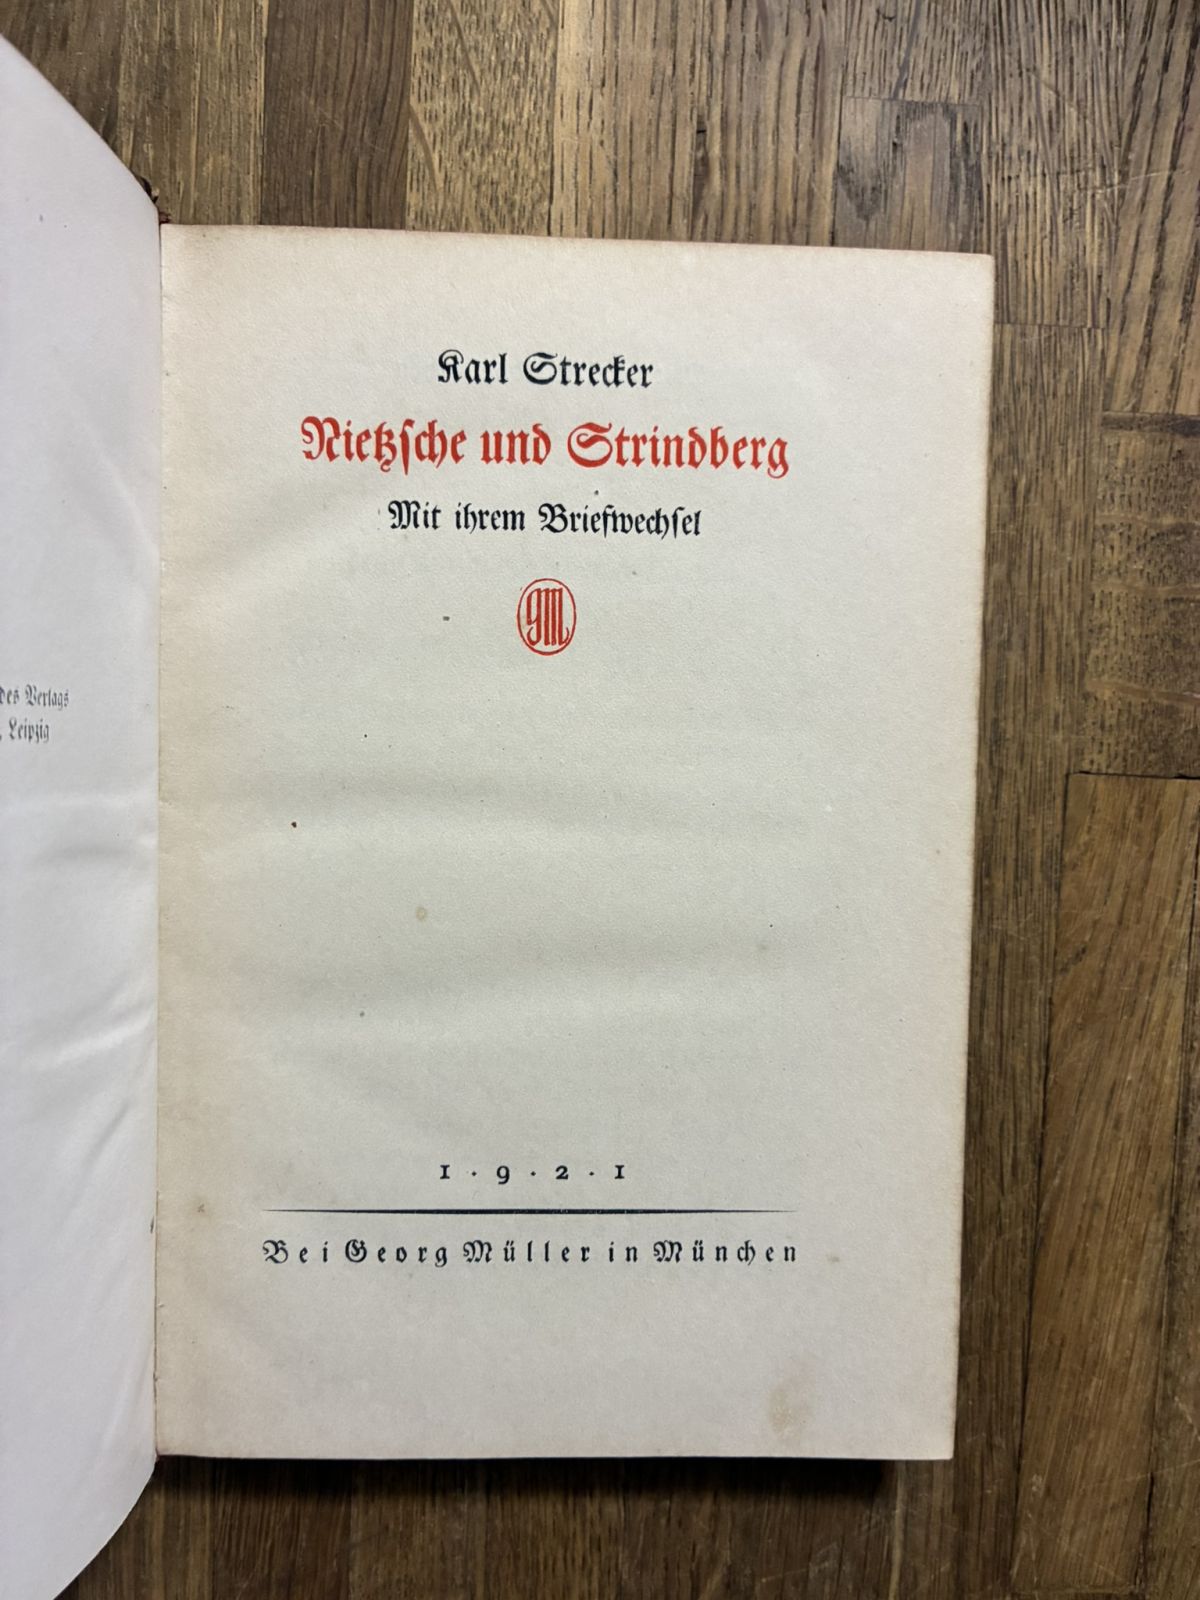 des Verlags
, Leipzig
Karl Strecker
Nietzsche und Strindberg
Mit ihrem Briefwechsel
GM
1 · 9 · 2 · 1
Bei Georg Müller in München